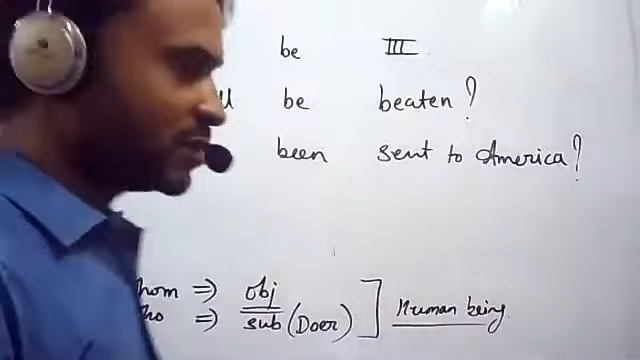 be III
be beaten?
been sent to America?
hom => obj
ho => sub (Doer) ] Human being